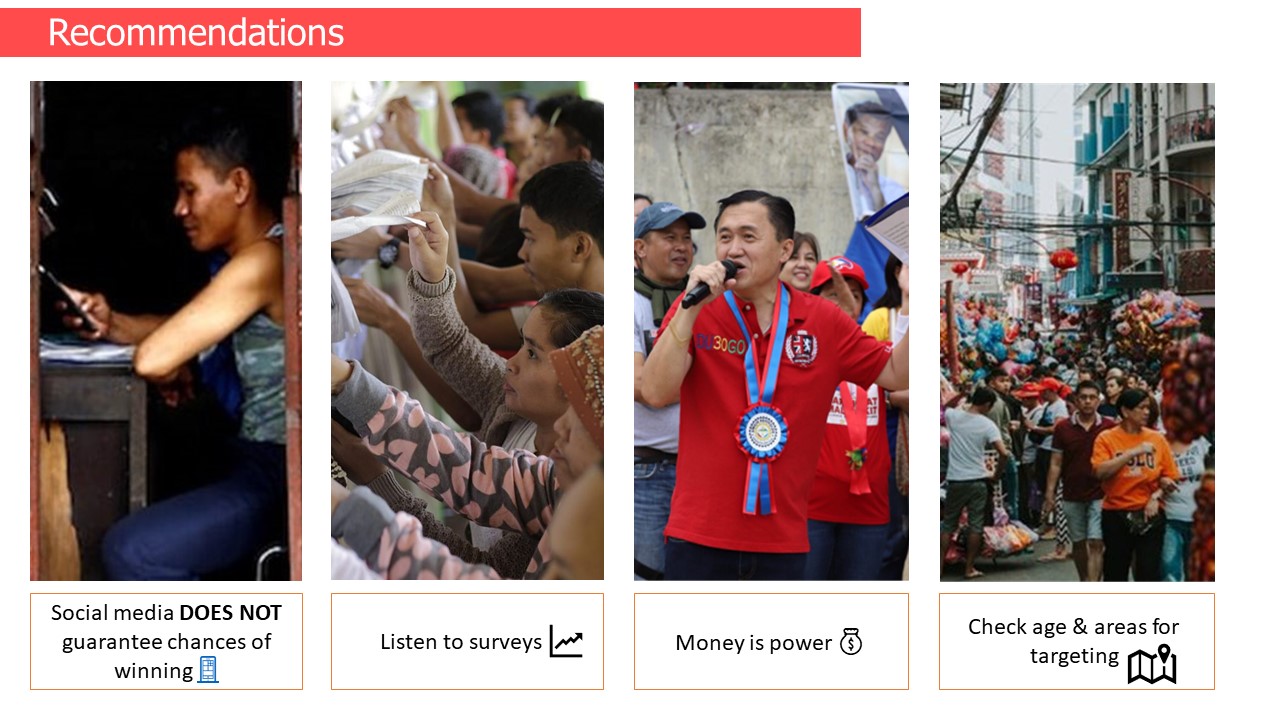 Recommendations
30GO
Social media DOES NOT
guarantee chances of
winning
Listen to surveys
Money is power
Check age & areas for
targeting